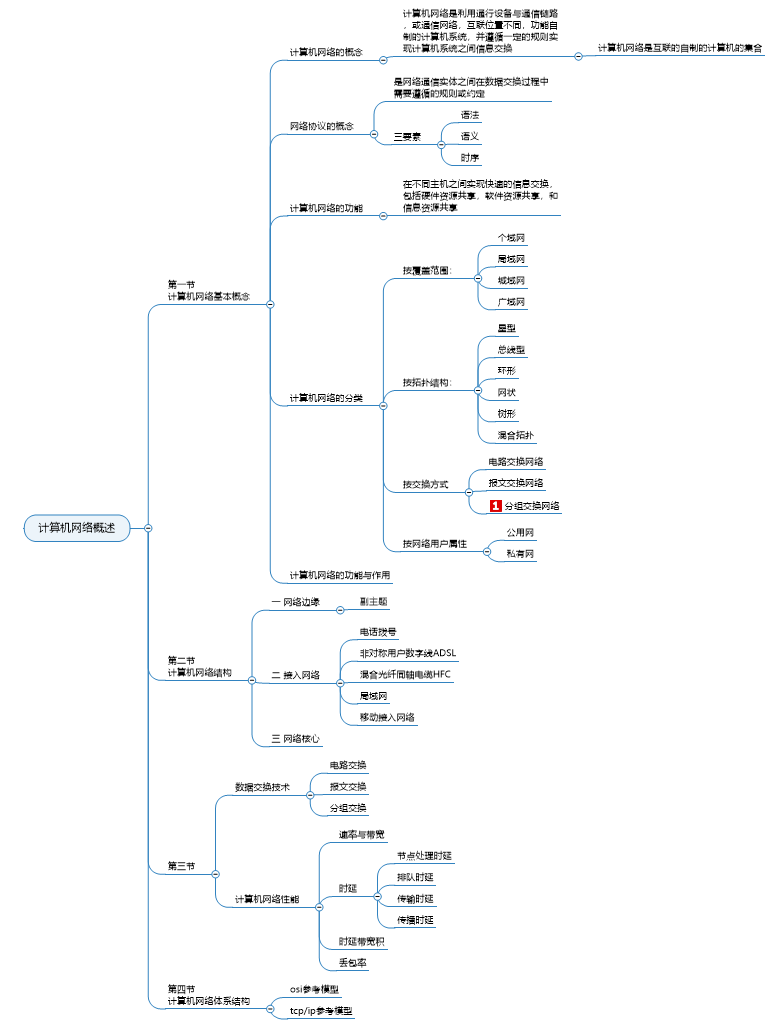 计算机网络概述
第一节
计算机网络基本概念
计算机网络的概念
计算机网络是利用通行设备与通信链路
，或通信网络，互联位置不同，功能自
制的计算机系统，并遵循一定的规则实
现计算机系统之间信息交换
计算机网络是互联的自制的计算机的集合
网络协议的概念
是网络通信实体之间在数据交换过程中
需要遵循的规则或约定
三要素
语法
语义
时序
计算机网络的功能
在不同主机之间实现快速的信息交换，
包括硬件资源共享，软件资源共享，和
信息资源共享
计算机网络的分类
按覆盖范围：
个域网
局域网
城域网
广域网
按拓扑结构：
星型
总线型
环形
网状
树形
混合拓扑
按交换方式
电路交换网络
报文交换网络
1 分组交换网络
按网络用户属性
公用网
私有网
计算机网络的功能与作用
第二节
计算机网络结构
一 网络边缘
副主题
二 接入网络
电话拨号
非对称用户数字线ADSL
混合光纤同轴电缆HFC
局域网
移动接入网络
三 网络核心
第三节
数据交换技术
电路交换
报文交换
分组交换
计算机网络性能
速率与带宽
时延
节点处理时延
排队时延
传输时延
传播时延
时延带宽积
丢包率
第四节
计算机网络体系结构
osi参考模型
tcp/ip参考模型